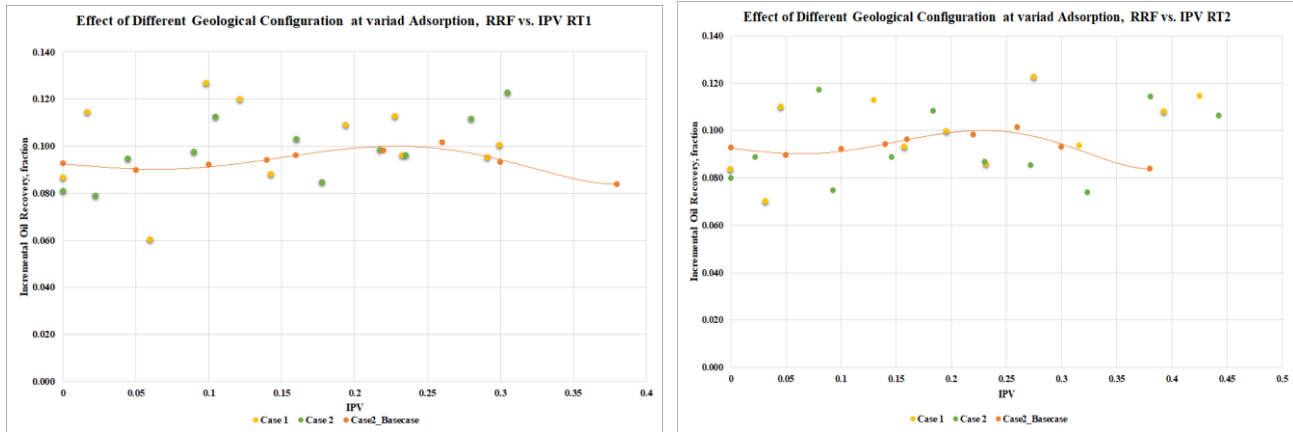 Effect of Different Geological Configuration at variad Adsorption, RRF vs. IPV RT1
Incremental Oil Recovery, fraction
0.140
0.120
0.100
0.080
0.060
0.040
0.020
0.000
0 0.05 0.1 0.15 0.2 0.25 0.3 0.35 0.4
IPV
Case 1 Case 2 Case2_Basecase
Effect of Different Geological Configuration at variad Adsorption, RRF vs. IPV RT2
Incremental Oil Recovery, fraction
0.140
0.120
0.100
0.080
0.060
0.040
0.020
0.000
0 0.05 0.1 0.15 0.2 0.25 0.3 0.35 0.4 0.45 0.5
IPV
Case 1 Case 2 Case2_Basecase